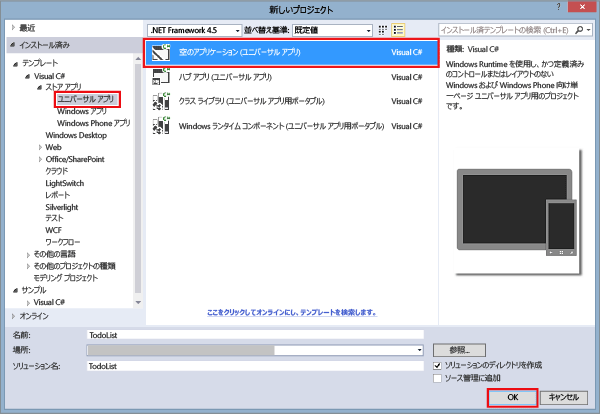 新しいプロジェクト
?
×
最近
.NET Framework 4.5
並べ替え基準:
既定値
インストール済テンプレートの検索 (Ctrl+E)
インストール済み
テンプレート
Visual C#
ストア アプリ
ユニバーサル アプリ
Windows アプリ
Windows Phone アプリ
Windows Desktop
Web
Office/SharePoint
クラウド
LightSwitch
レポート
Silverlight
テスト
WCF
ワークフロー
その他の言語
その他のプロジェクトの種類
モデリング プロジェクト
サンプル
Visual C#
オンライン
空のアプリケーション (ユニバーサル アプリ)
Visual C#
ハブ アプリ (ユニバーサル アプリ)
Visual C#
クラス ライブラリ (ユニバーサル アプリ用ポータブル)
Visual C#
Windows ランタイム コンポーネント (ユニバーサル アプリ用ポータブル)
Visual C#
ここをクリックしてオンラインにし、テンプレートを検索します。
種類: Visual C#
Windows Runtime を使用し、かつ定義済み
のコントロールまたはレイアウトのない
Windows および Windows Phone 向け単
一ページ ユニバーサル アプリ用のプロジェクト
です。
名前:
TodoList
場所:
参照...
ソリューション名:
TodoList
ソリューションのディレクトリを作成
ソース管理に追加
OK
キャンセル